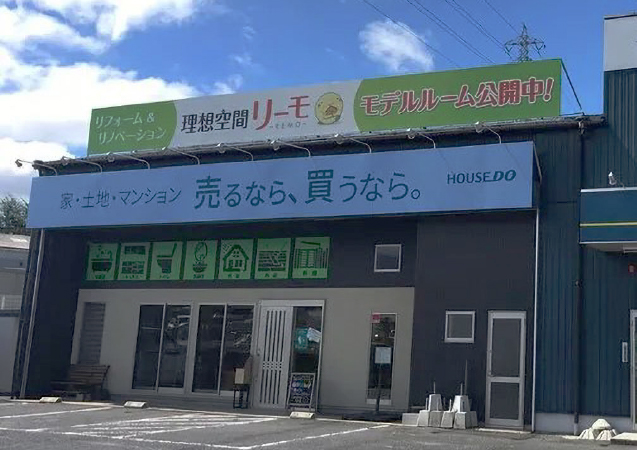 リフォーム &
リノベーション
理想空間 リーモ
-REMO-
モデルルーム公開中!
家・土地・マンション 売るなら、買うなら。 HOUSEDO